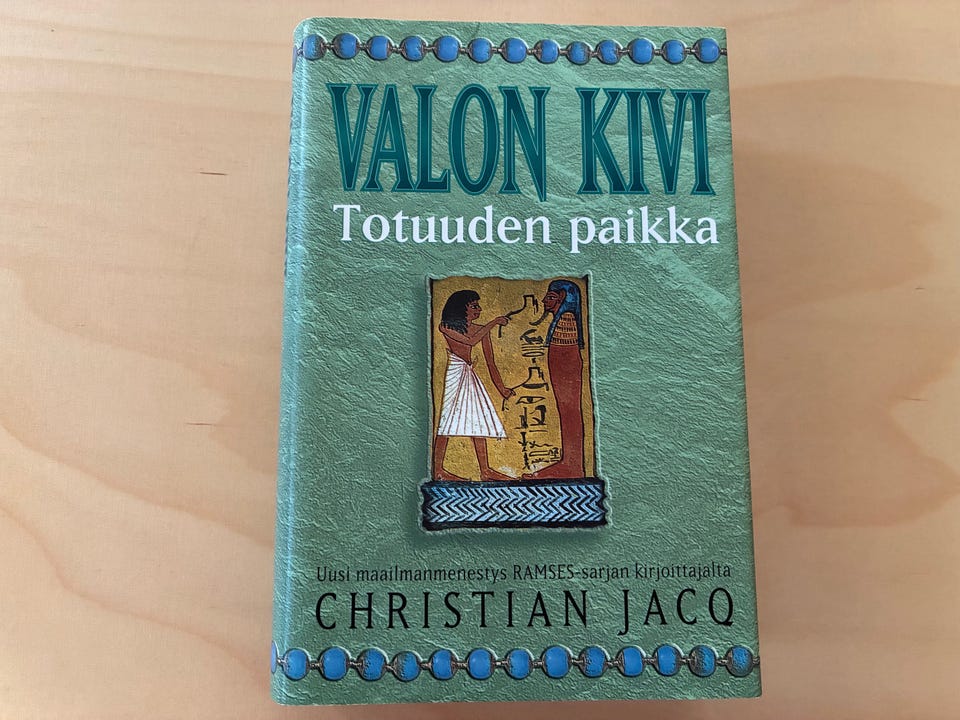 VALON KIVI
Totuuden paikka
Uusi maailmanmenestys RAMSES-sarjan kirjoittajalta
CHRISTIAN JACQ